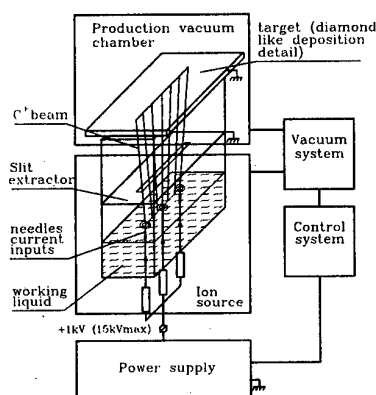 Production vacuum
chamber
target (diamond
like deposition
detail)
C+beam
Slit
extractor
needles
current
inputs
working
liquid
Ion
source
Vacuum
system
Control
system
+1kV (15kVmax)
Power supply